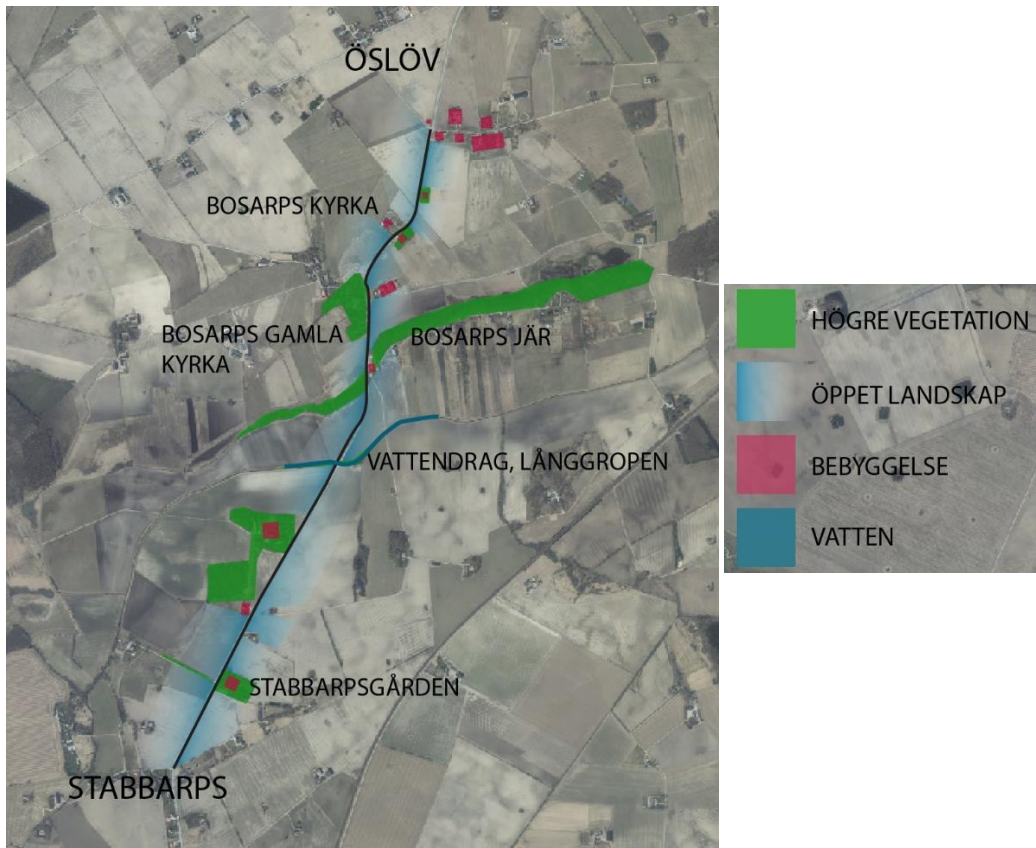 ÖSLÖV
BOSARPS KYRKA
BOSARPS GAMLA
KYRKA
BOSARPS JÄR
VATTENDRAG, LÅNGGROPEN
STABBARPSGÅRDEN
STABBARPS
HÖGRE VEGETATION
ÖPPET LANDSKAP
BEBYGGELSE
VATTEN